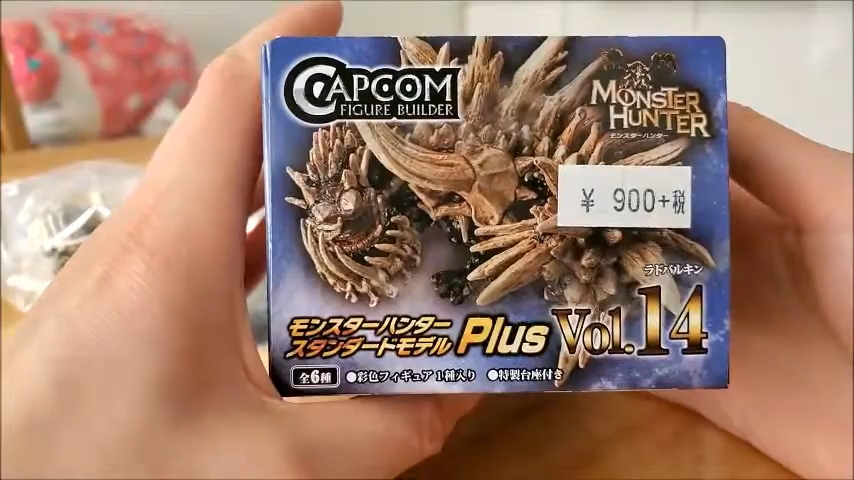 CAPCOM
FIGURE BUILDER
MONSTER
HUNTER
モンスターハンター
¥ 900+税
ラドバルキン
モンスターハンター
スタンダードモデル Plus Vol.14
全6種 ●彩色フィギュア1種入り ●特製台座付き